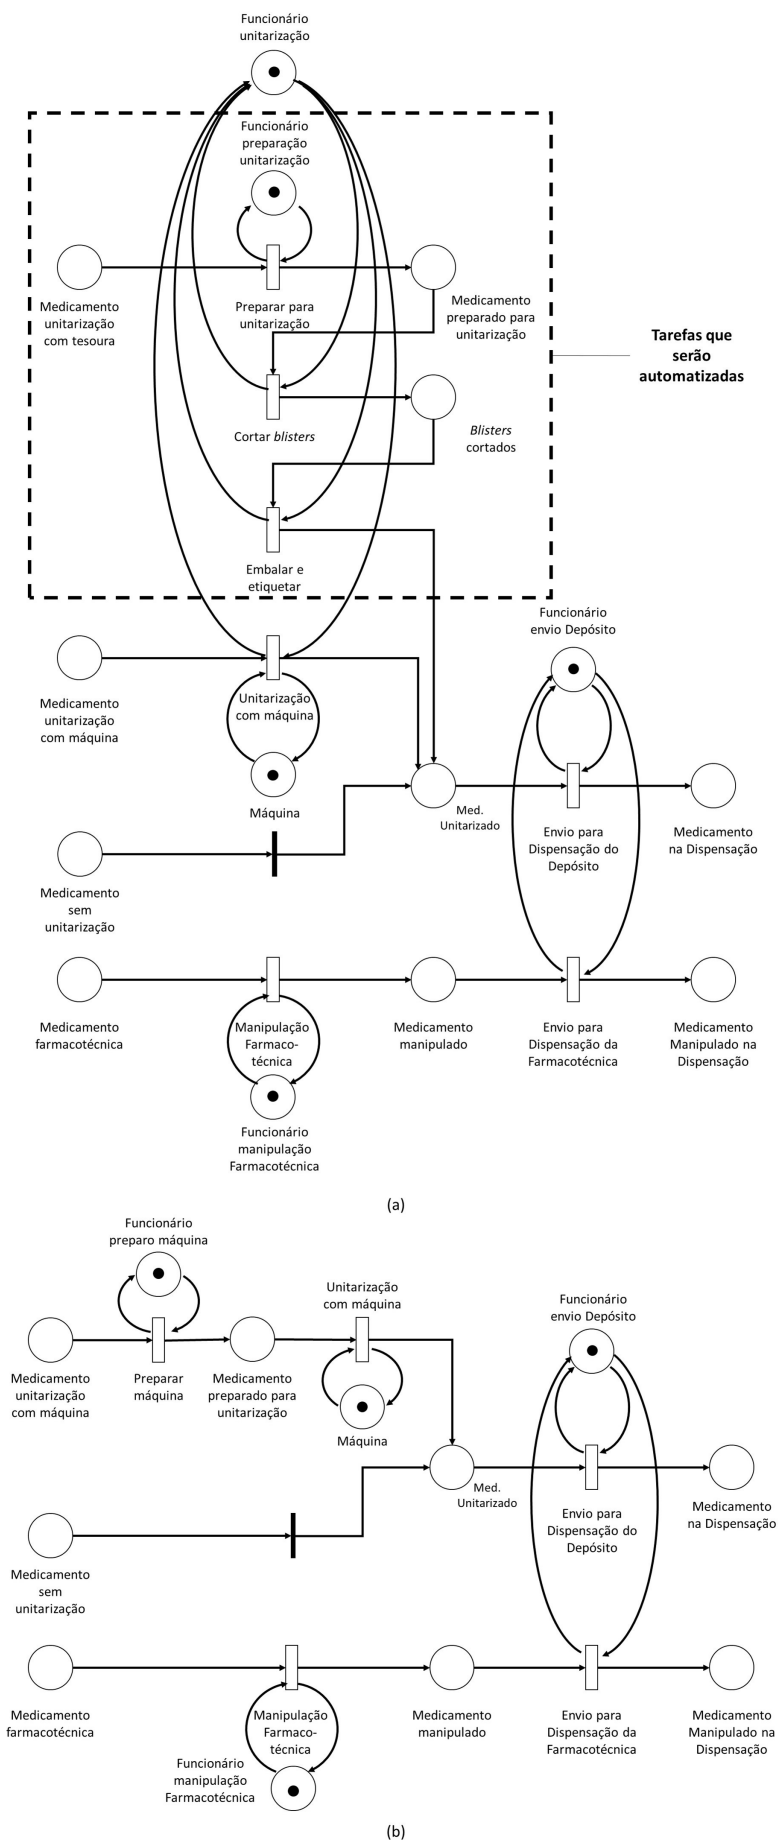 Funcionário
unitarização
Funcionário
preparação
unitarização
Medicamento
unitarização
com tesoura
Preparar para
unitarização
Medicamento
preparado para
unitarização
Tarefas que
serão
automatizadas
Cortar blisters
Blisters
cortados
Embalar e
etiquetar
Funcionário
envio Depósito
Medicamento
unitarização
com máquina
Unitarização
com máquina
Máquina
Med.
Unitarizado
Envio para
Dispensação do
Depósito
Medicamento
na Dispensação
Medicamento
sem
unitarização
Medicamento
farmacotécnica
Manipulação
Farmaco-
técnica
Medicamento
manipulado
Envio para
Dispensação da
Farmacotécnica
Medicamento
Manipulado na
Dispensação
Funcionário
manipulação
Farmacotécnica
(a)
Funcionário
preparo máquina
Unitarização
com máquina
Funcionário
envio Depósito
Medicamento
unitarização
com máquina
Preparar
máquina
Medicamento
preparado para
unitarização
Máquina
Med.
Unitarizado
Envio para
Dispensação do
Depósito
Medicamento
na Dispensação
Medicamento
sem
unitarização
Medicamento
farmacotécnica
Manipulação
Farmaco-
técnica
Medicamento
manipulado
Envio para
Dispensação da
Farmacotécnica
Medicamento
Manipulado na
Dispensação
Funcionário
manipulação
Farmacotécnica
(b)